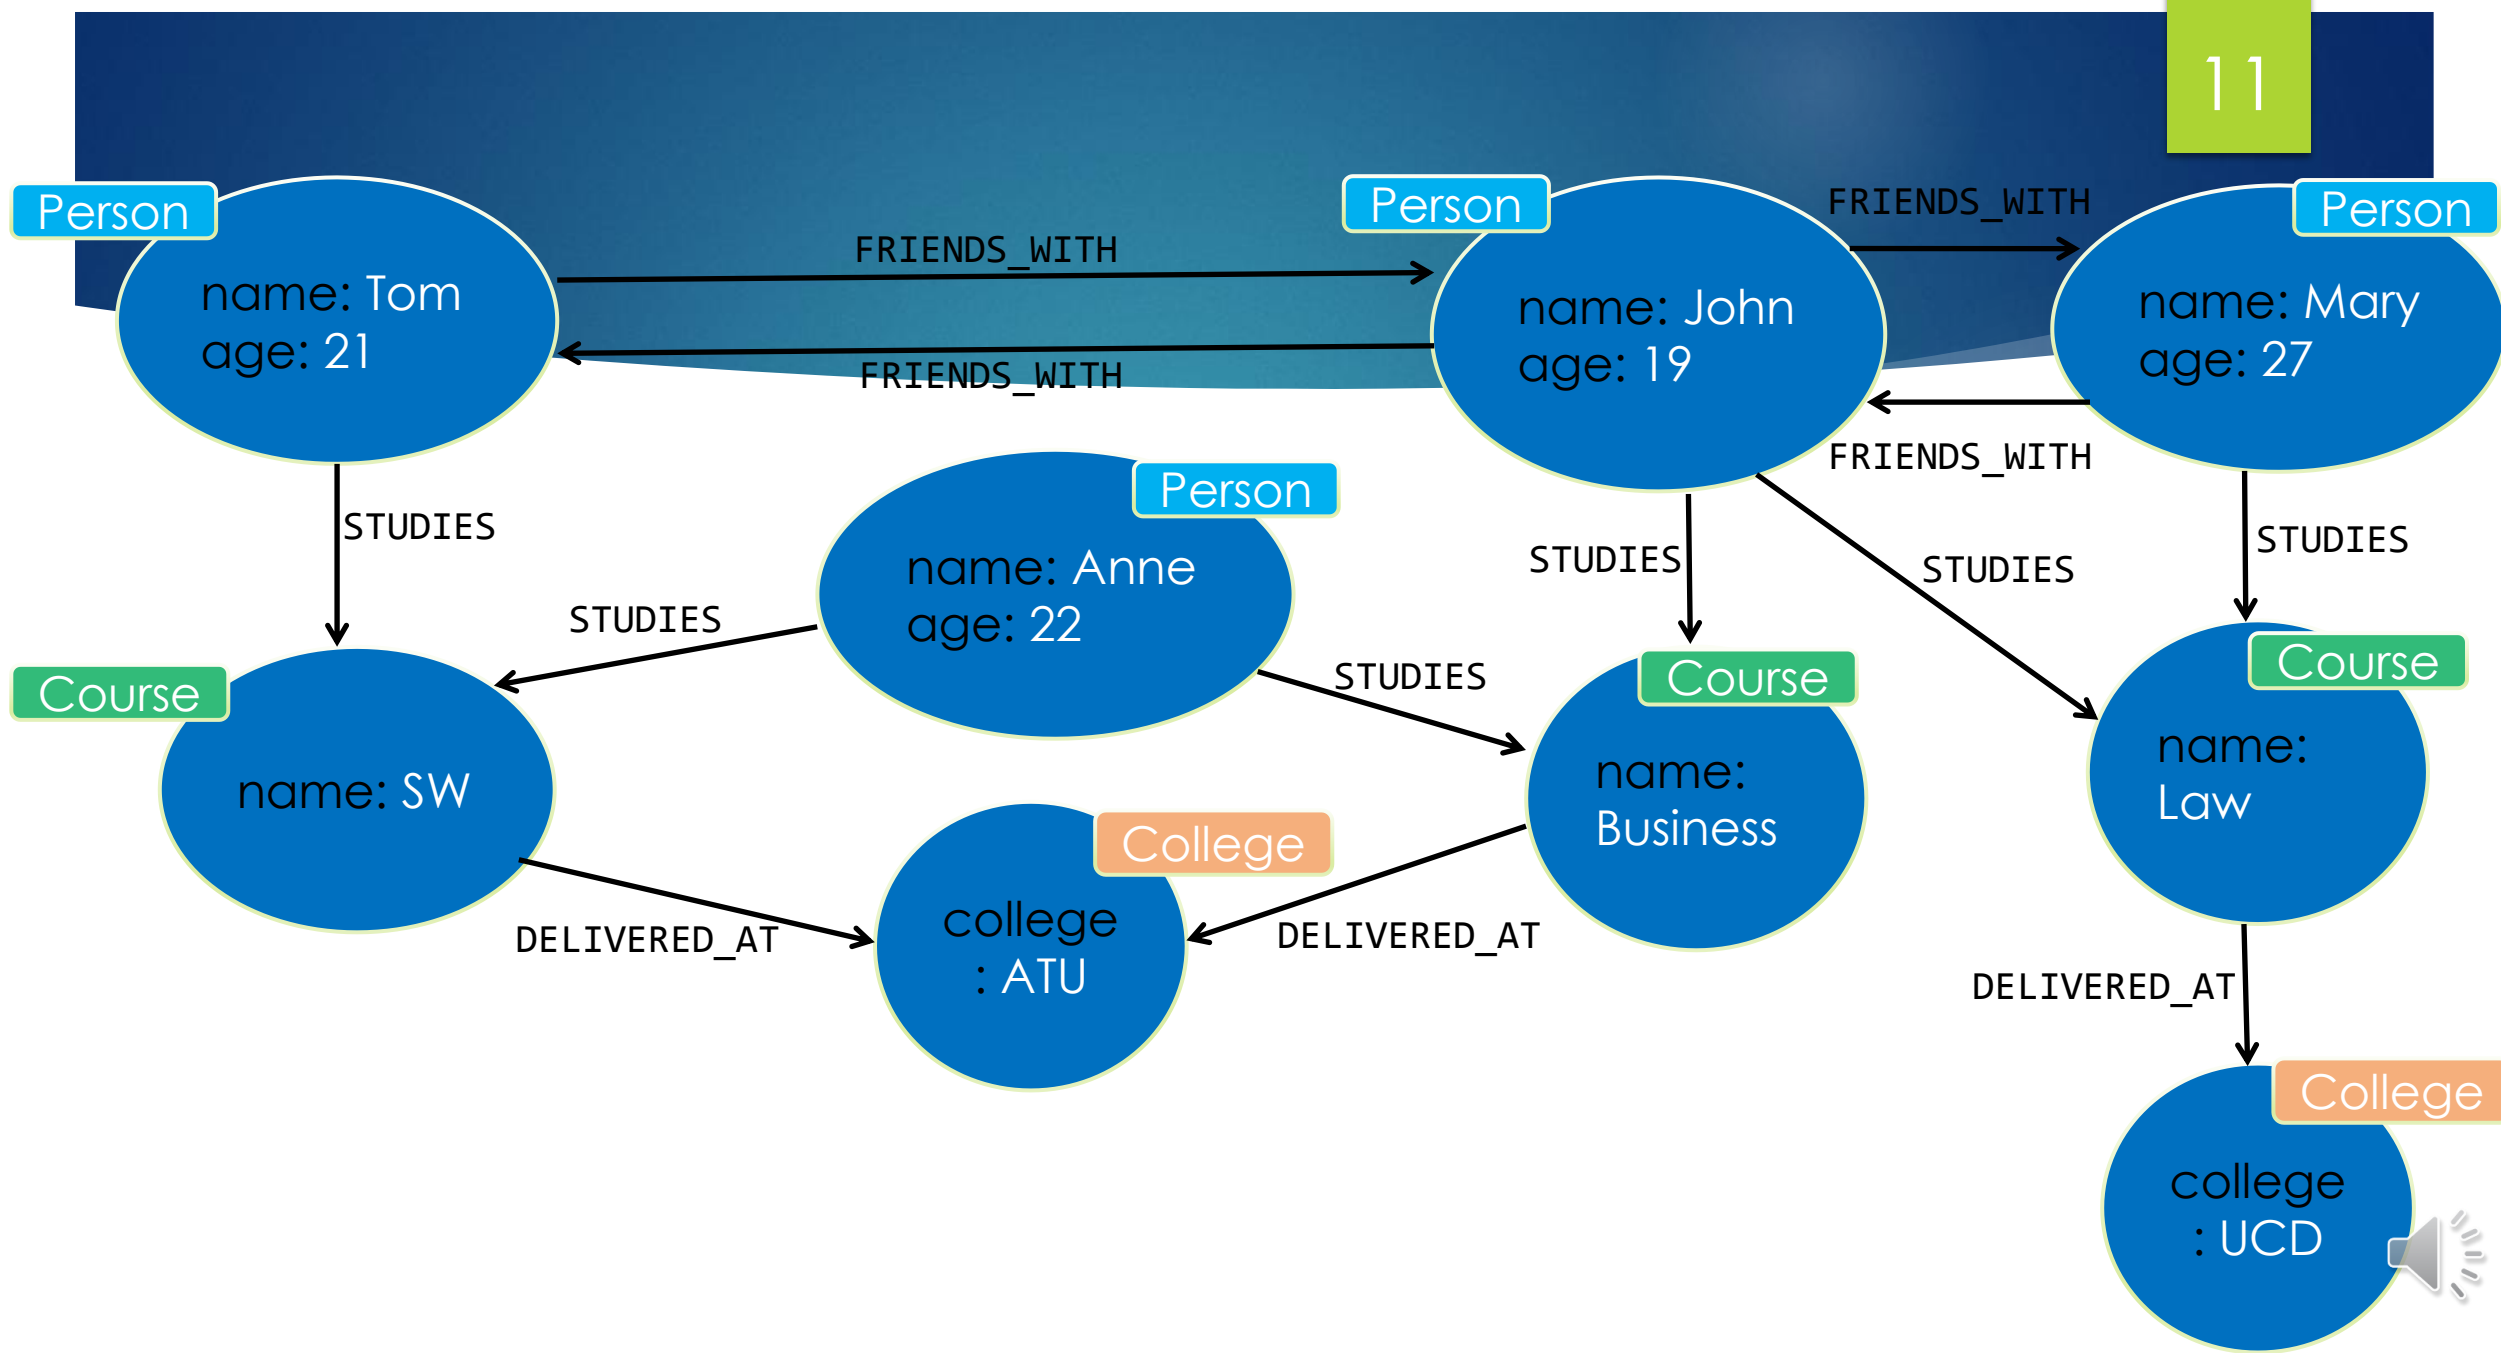 11
Person
name: Tom
age: 21
FRIENDS_WITH
FRIENDS_WITH
Person
name: John
age: 19
FRIENDS_WITH
FRIENDS_WITH
Person
name: Mary
age: 27
STUDIES
Person
name: Anne
age: 22
STUDIES
STUDIES
STUDIES
STUDIES
STUDIES
Course
name: SW
Course
name:
Business
Course
name:
Law
DELIVERED_AT
College
college
: ATU
DELIVERED_AT
DELIVERED_AT
College
college
: UCD